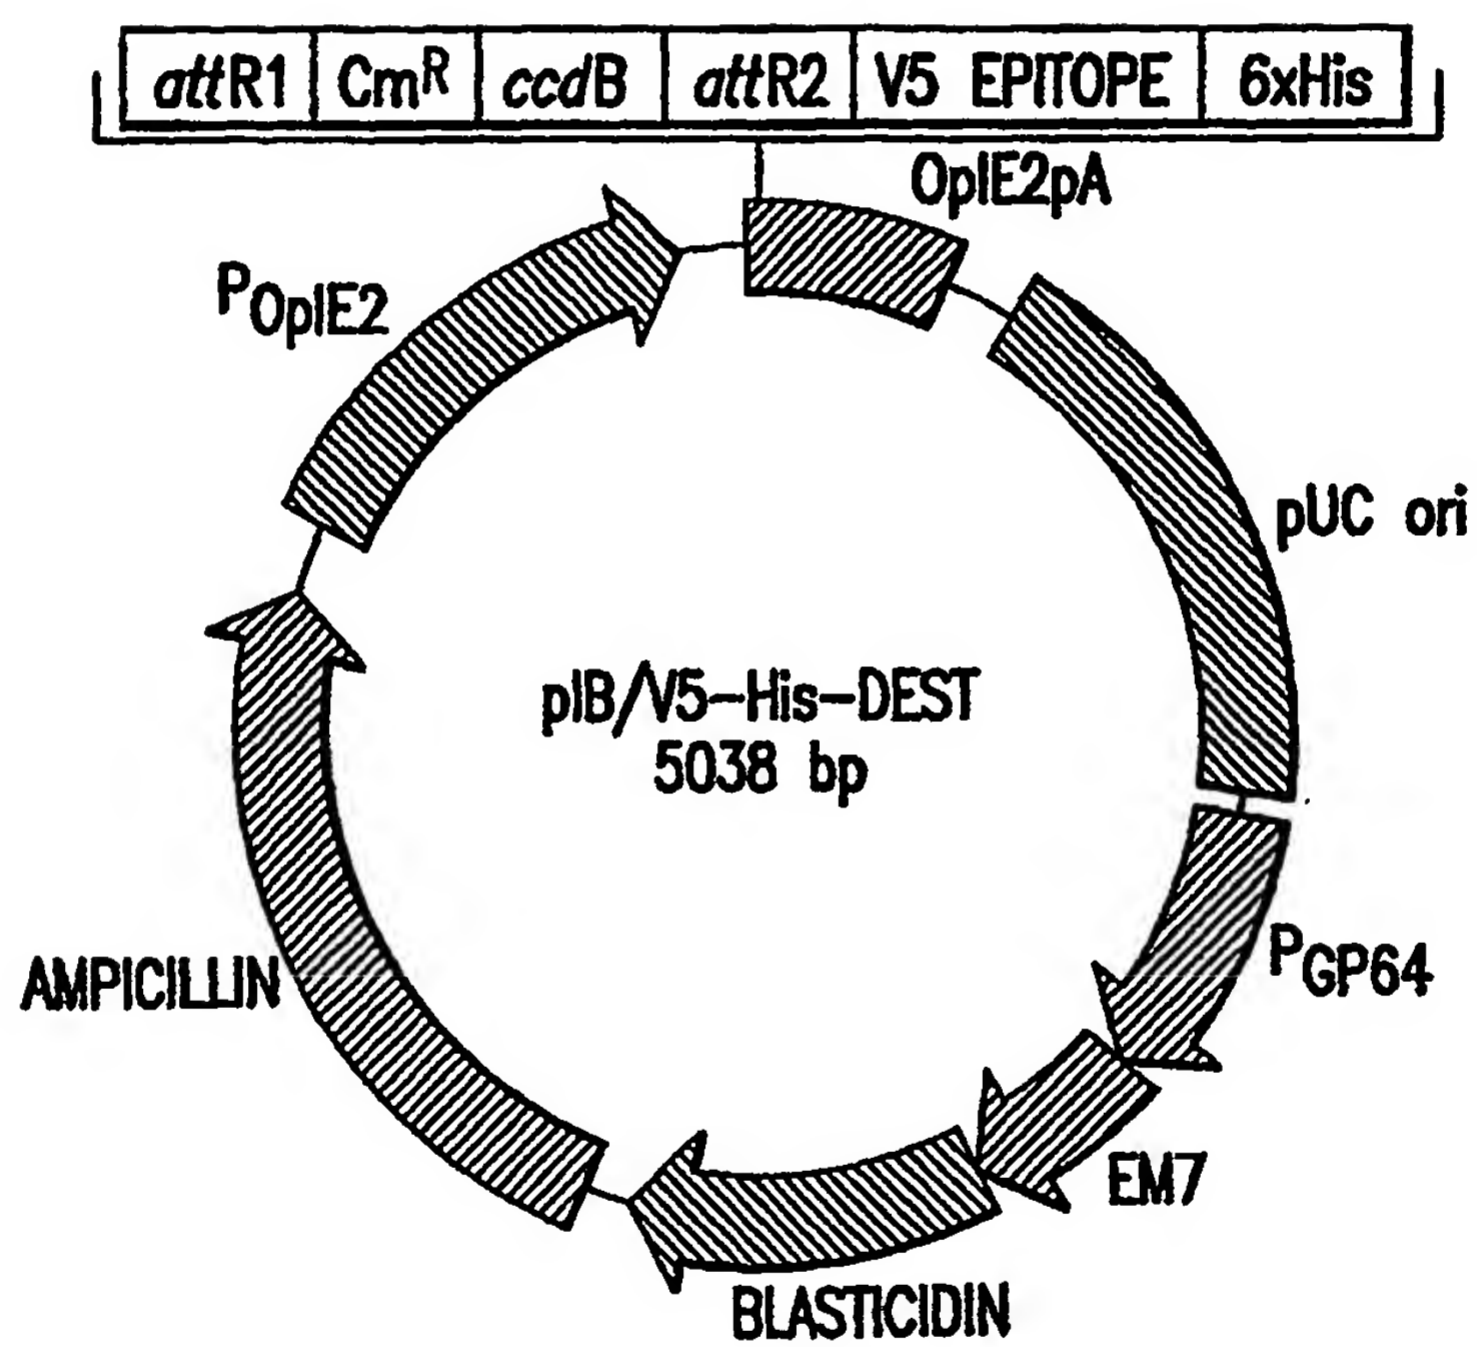 attR1 CmR ccdB attR2 V5 EPITOPE 6xHis
OpIE2pA
POpIE2
pUC ori
pIB/V5-His-DEST
5038 bp
PGP64
AMPICILLIN
EM7
BLASTICIDIN